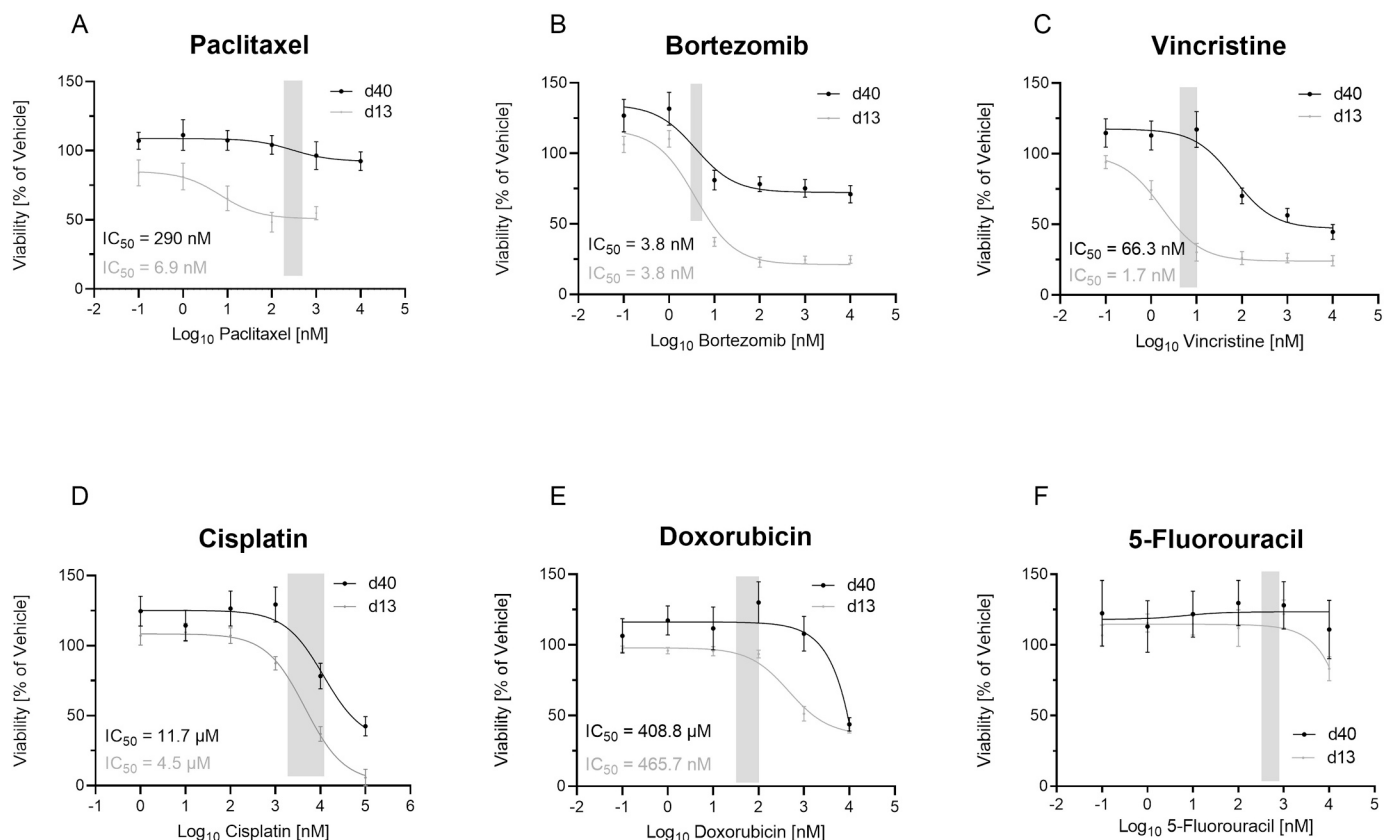 A
Paclitaxel
150
100
50
0
Viability [% of Vehicle]
d40
d13
IC50 = 290 nM
IC50 = 6.9 nM
-2 -1 0 1 2 3 4 5
Log10 Paclitaxel [nM]
B
Bortezomib
150
100
50
0
Viability [% of Vehicle]
d40
d13
IC50 = 3.8 nM
IC50 = 3.8 nM
-2 -1 0 1 2 3 4 5
Log10 Bortezomib [nM]
C
Vincristine
150
100
50
0
Viability [% of Vehicle]
d40
d13
IC50 = 66.3 nM
IC50 = 1.7 nM
-2 -1 0 1 2 3 4 5
Log10 Vincristine [nM]
D
Cisplatin
150
100
50
0
Viability [% of Vehicle]
d40
d13
IC50 = 11.7 µM
IC50 = 4.5 µM
-1 0 1 2 3 4 5 6
Log10 Cisplatin [nM]
E
Doxorubicin
150
100
50
0
Viability [% of Vehicle]
d40
d13
IC50 = 408.8 µM
IC50 = 465.7 nM
-2 -1 0 1 2 3 4 5
Log10 Doxorubicin [nM]
F
5-Fluorouracil
150
100
50
0
Viability [% of Vehicle]
d40
d13
-2 -1 0 1 2 3 4 5
Log10 5-Fluorouracil [nM]